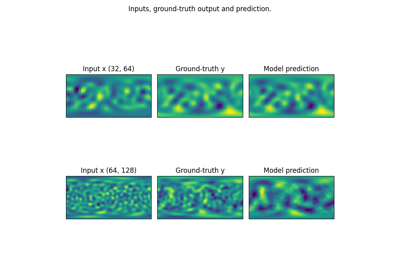 Inputs, ground-truth output and prediction.
Input x (32, 64) Ground-truth y Model prediction
Input x (64, 128) Ground-truth y Model prediction